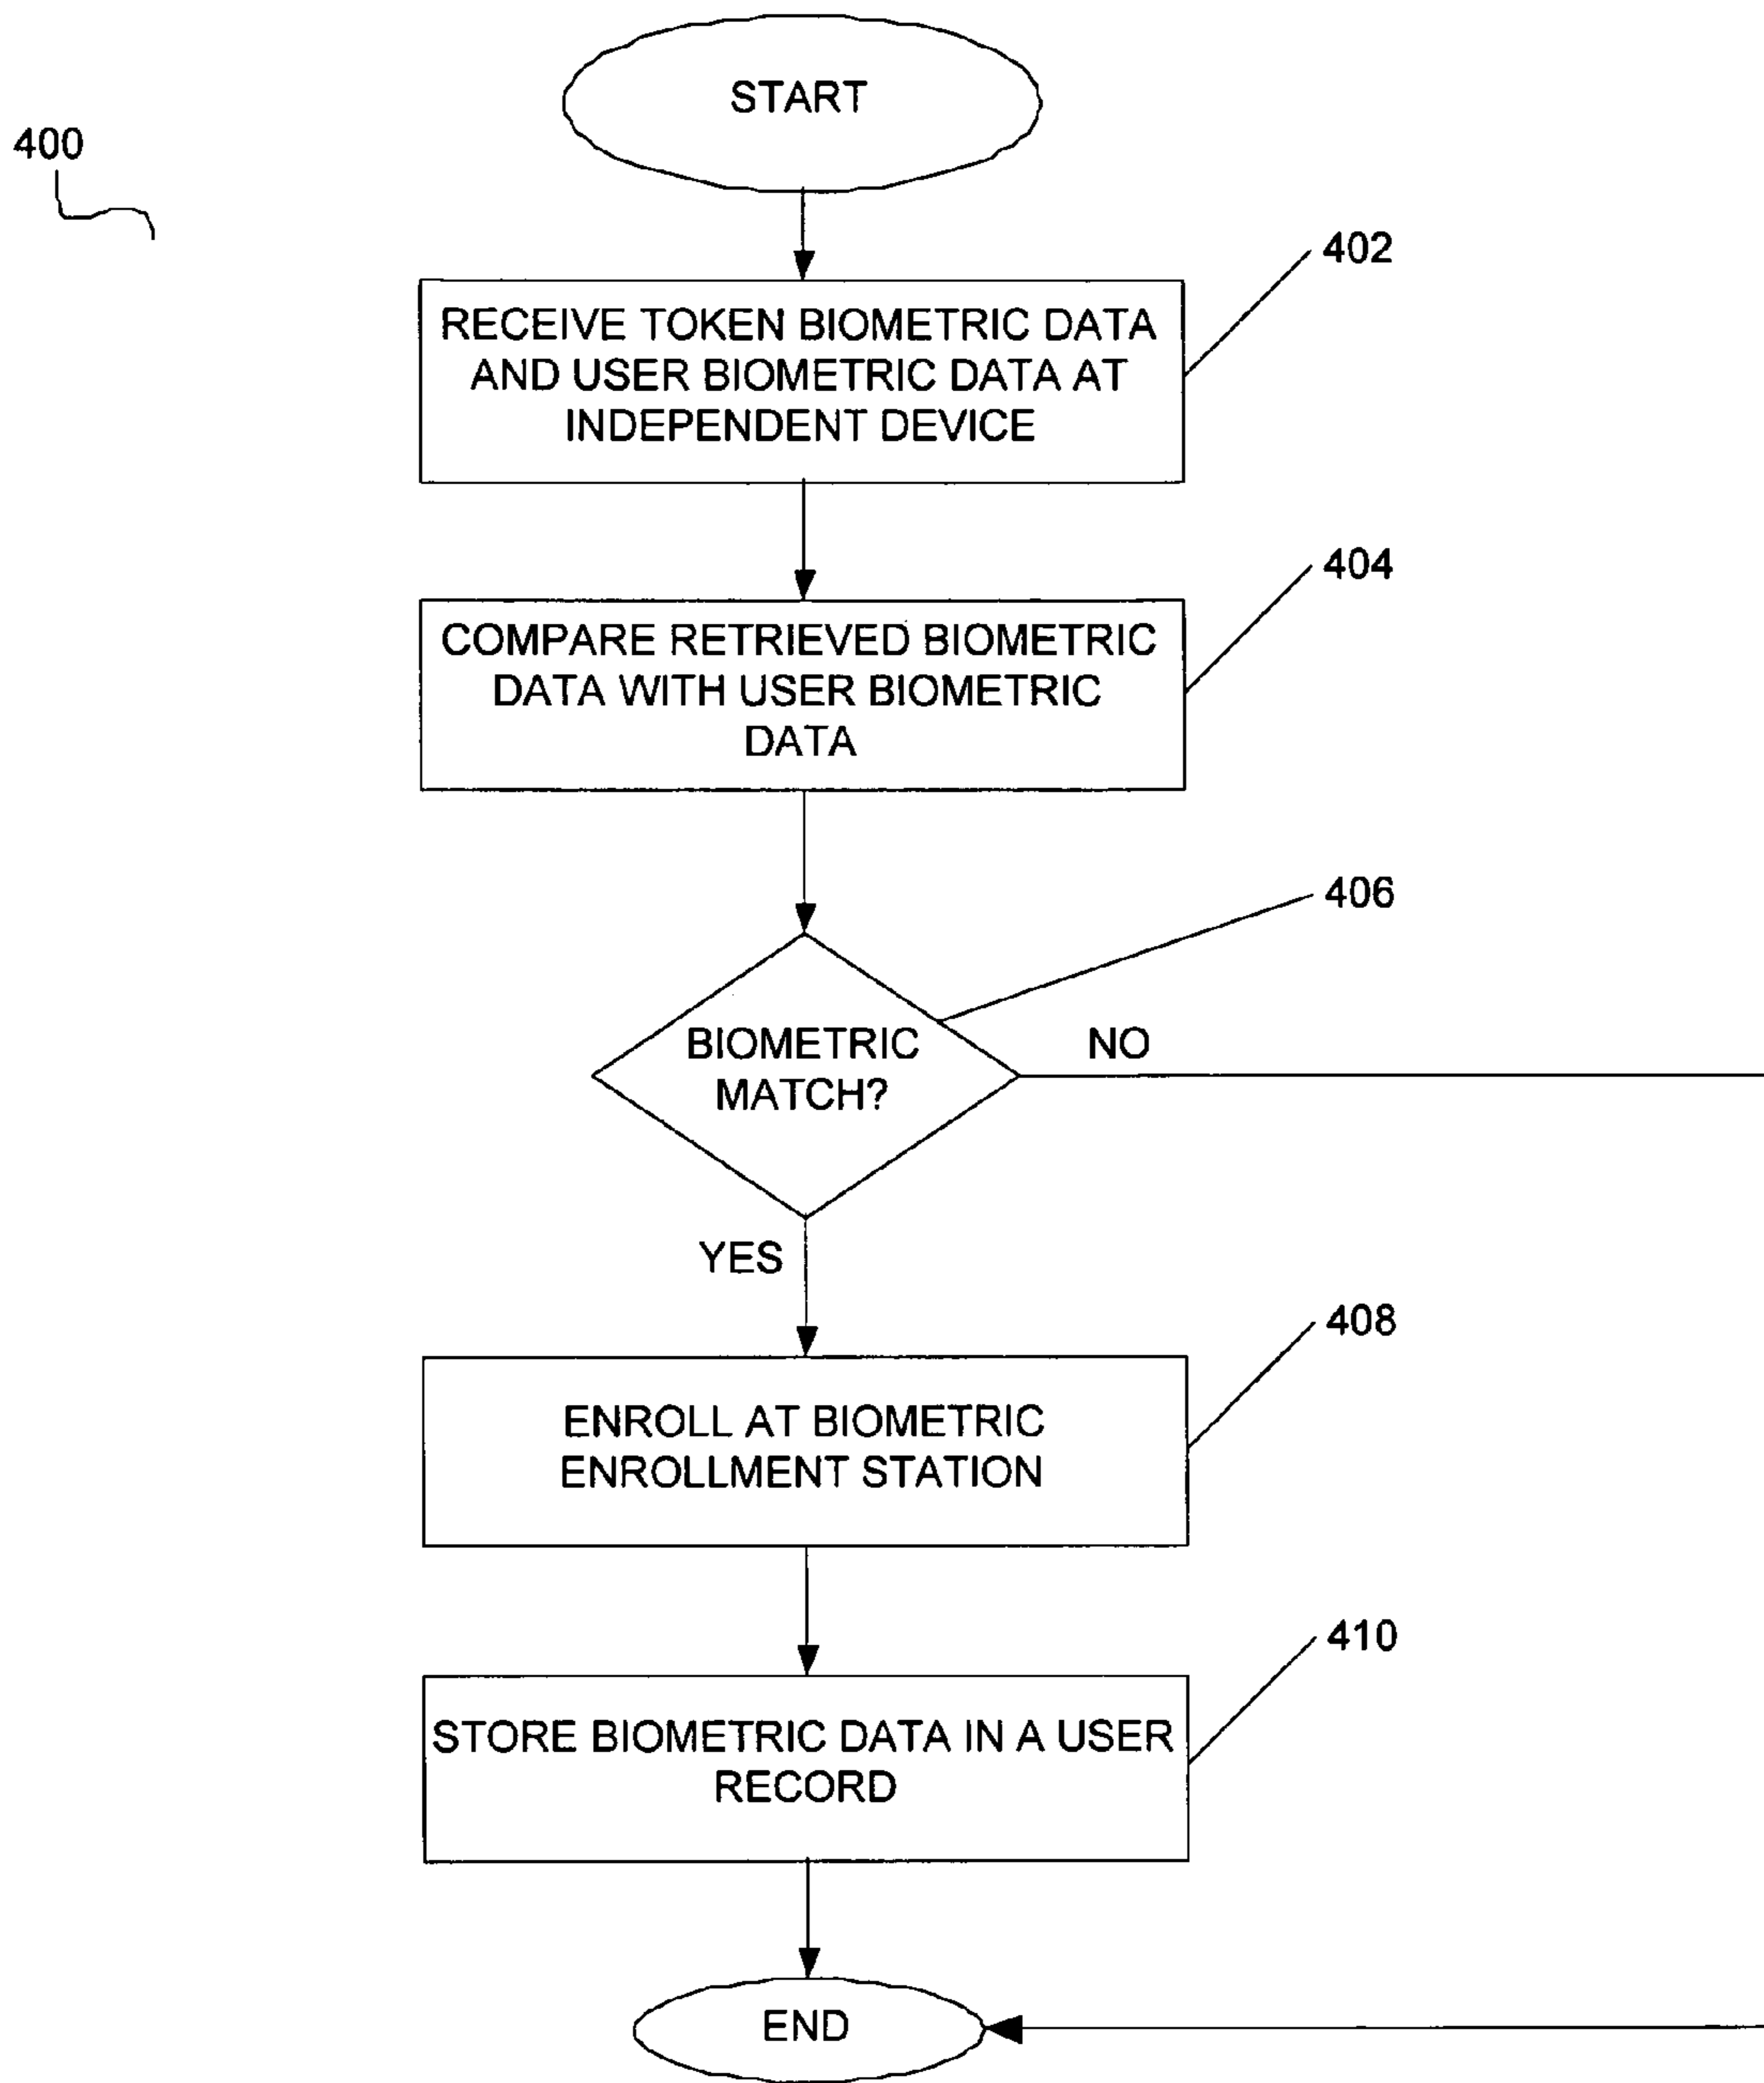 START
400
402
RECEIVE TOKEN BIOMETRIC DATA
AND USER BIOMETRIC DATA AT
INDEPENDENT DEVICE
404
COMPARE RETRIEVED BIOMETRIC
DATA WITH USER BIOMETRIC
DATA
406
BIOMETRIC
MATCH?
NO
YES
408
ENROLL AT BIOMETRIC
ENROLLMENT STATION
410
STORE BIOMETRIC DATA IN A USER
RECORD
END